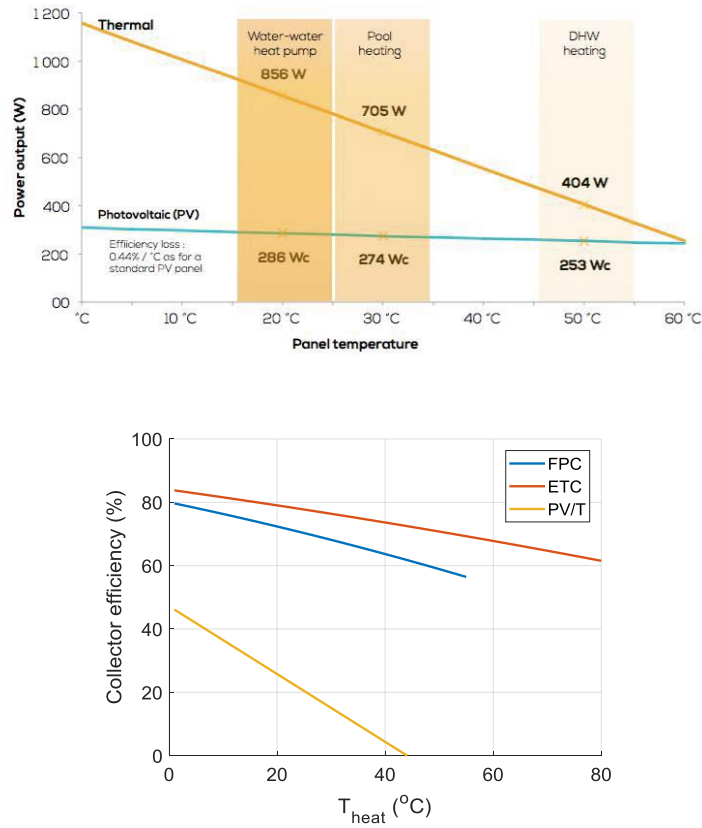 1 200
Thermal
Water-water
heat pump
Pool
heating
DHW
heating
1 000
856 W
800
705 W
Power output (W)
600
404 W
400
Photovoltaic (PV)
Effiiciency loss :
0.44% / °C as for a
standard PV panel
200
286 Wc
274 Wc
253 Wc
00
°C
10 °C
20 °C
30 °C
40 °C
50 °C
60 °C
Panel temperature
100
FPC
ETC
PV/T
80
60
40
20
0
Collector efficiency (%)
0
20
40
60
80
T heat (°C)